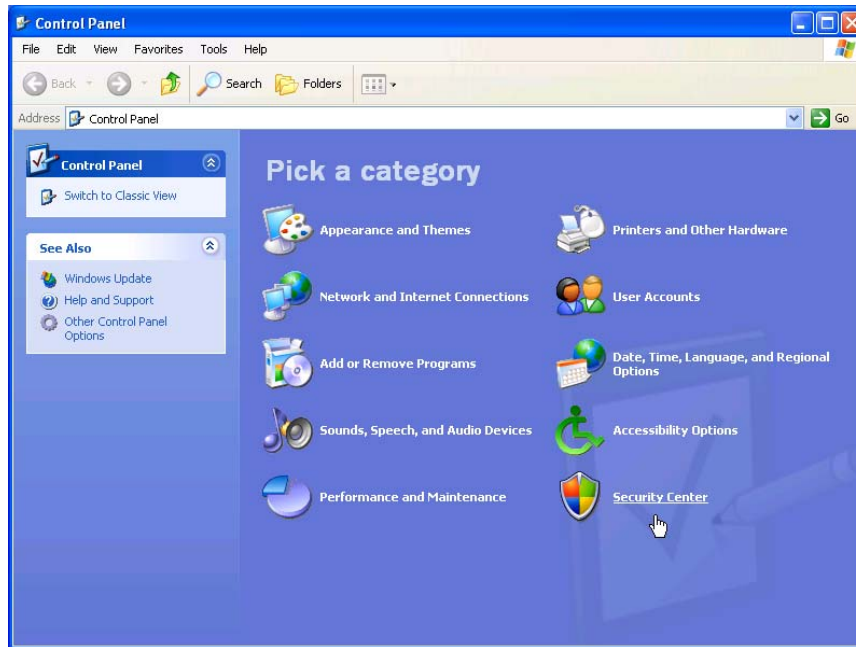 Control Panel
File Edit View Favorites Tools Help
Back Search Folders
Address Control Panel Go
Control Panel
Switch to Classic View
See Also
Windows Update
Help and Support
Other Control Panel
Options
Pick a category
Appearance and Themes
Printers and Other Hardware
Network and Internet Connections
User Accounts
Add or Remove Programs
Date, Time, Language, and Regional
Options
Sounds, Speech, and Audio Devices
Accessibility Options
Performance and Maintenance
Security Center